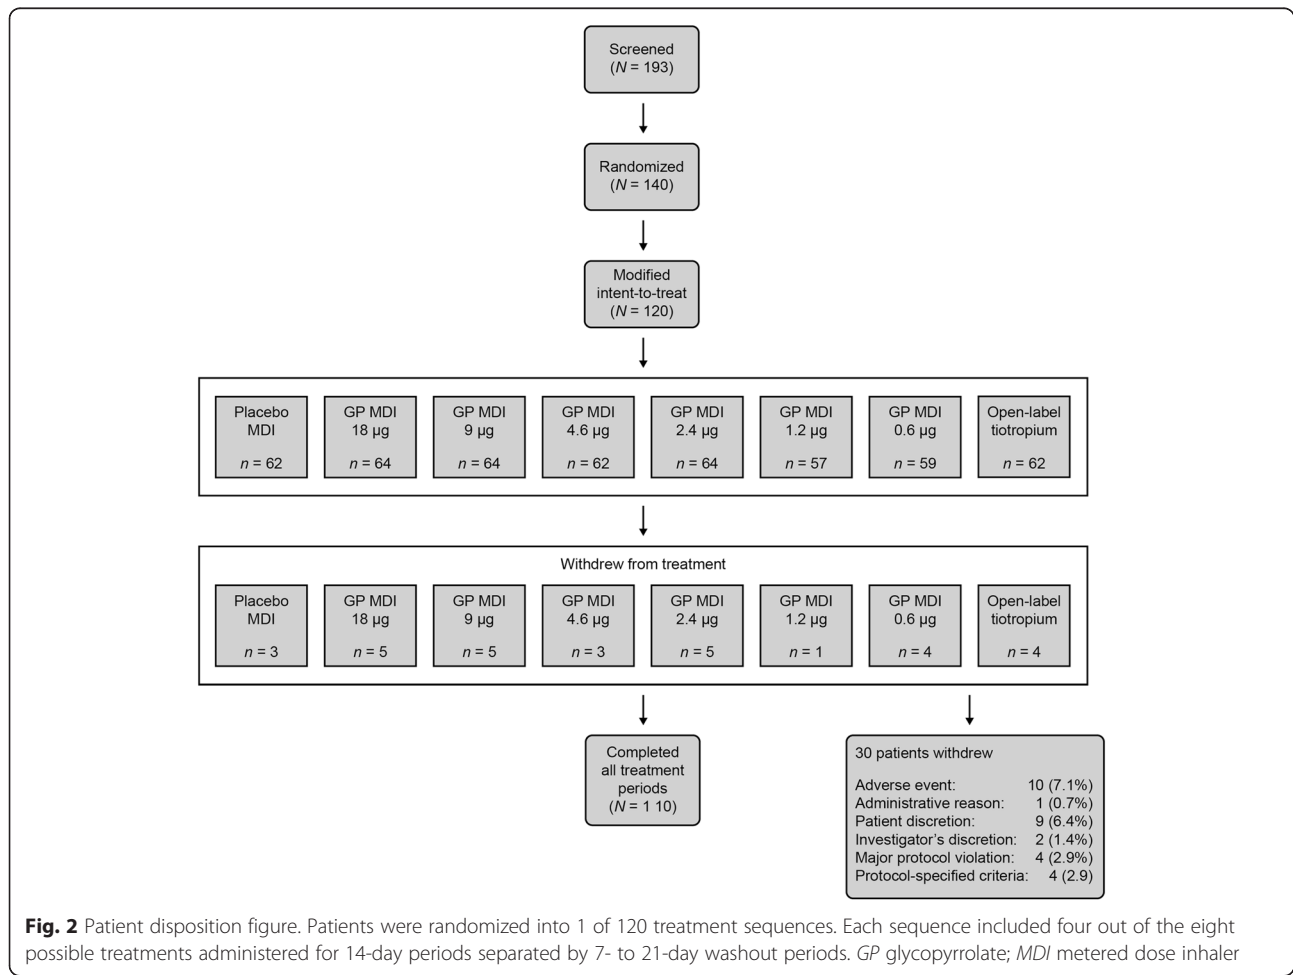 Screened
(N = 193)
Randomized
(N = 140)
Modified
intent-to-treat
(N = 120)
Placebo
MDI
n = 62
GP MDI
18 µg
n = 64
GP MDI
9 µg
n = 64
GP MDI
4.6 µg
n = 62
GP MDI
2.4 µg
n = 64
GP MDI
1.2 µg
n = 57
GP MDI
0.6 µg
n = 59
Open-label
tiotropium
n = 62
Withdrew from treatment
Placebo
MDI
n = 3
GP MDI
18 µg
n = 5
GP MDI
9 µg
n = 5
GP MDI
4.6 µg
n = 3
GP MDI
2.4 µg
n = 5
GP MDI
1.2 µg
n = 1
GP MDI
0.6 µg
n = 4
Open-label
tiotropium
n = 4
Completed
all treatment
periods
(N = 1 10)
30 patients withdrew
Adverse event: 10 (7.1%)
Administrative reason: 1 (0.7%)
Patient discretion: 9 (6.4%)
Investigator's discretion: 2 (1.4%)
Major protocol violation: 4 (2.9%)
Protocol-specified criteria: 4 (2.9)
Fig. 2 Patient disposition figure. Patients were randomized into 1 of 120 treatment sequences. Each sequence included four out of the eight
possible treatments administered for 14-day periods separated by 7- to 21-day washout periods. GP glycopyrrolate; MDI metered dose inhaler